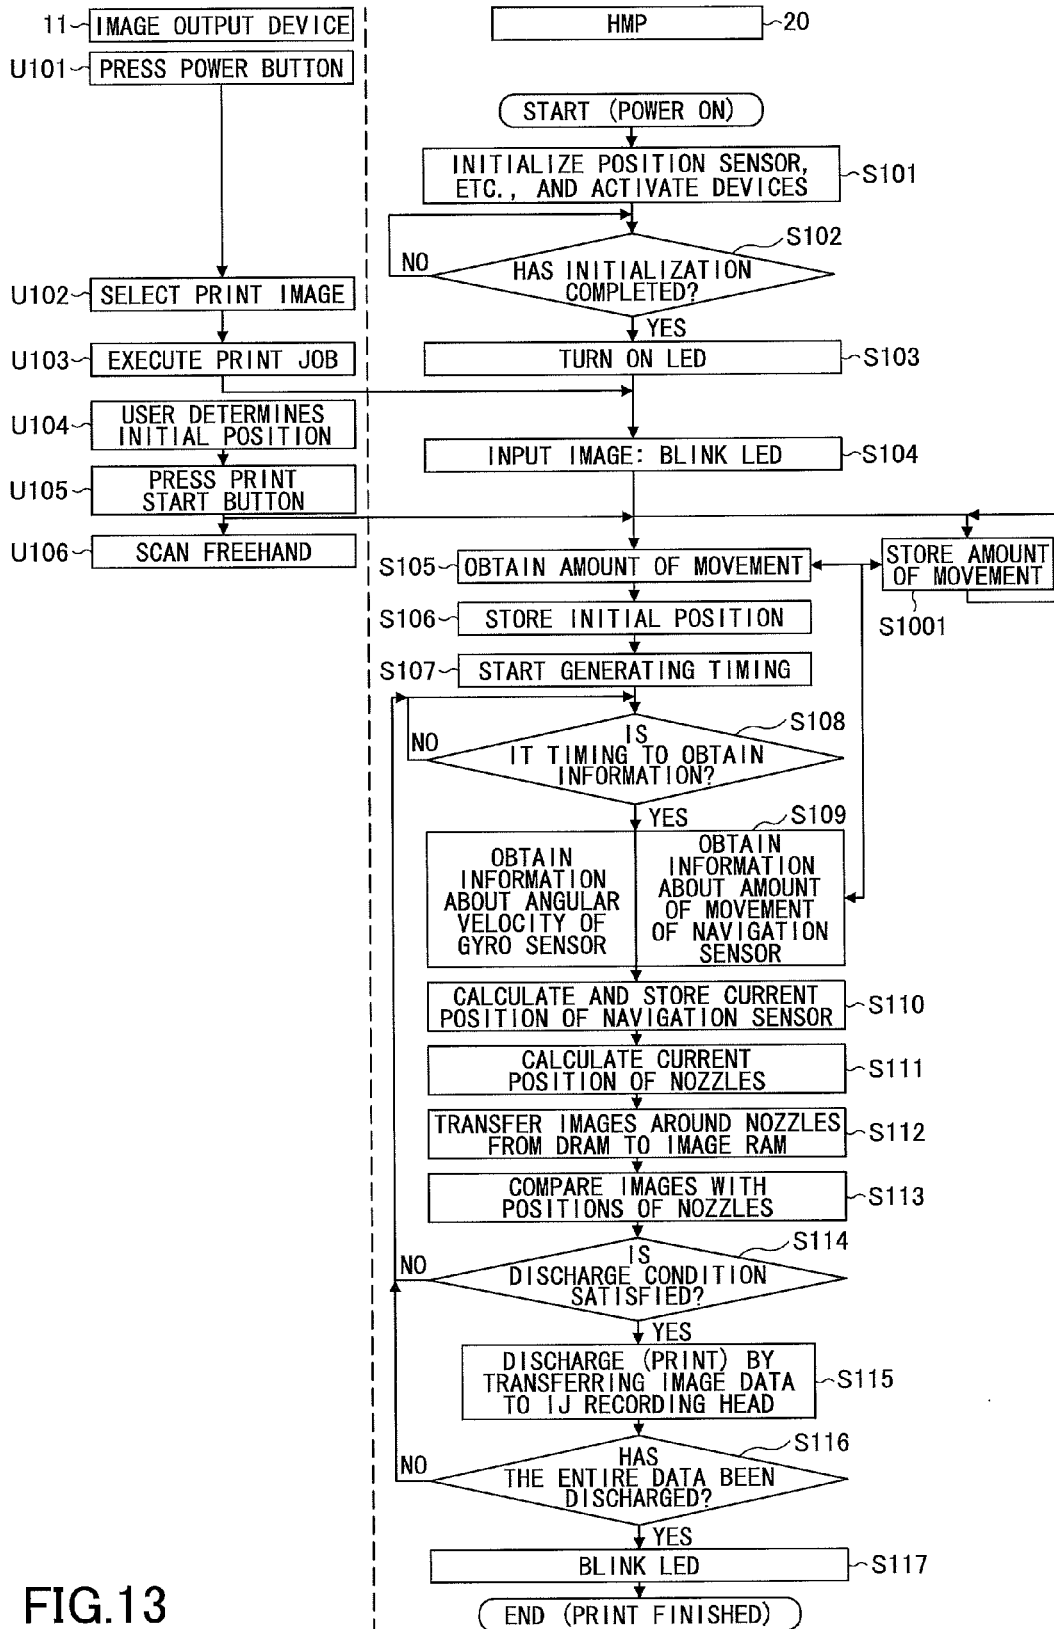 11
IMAGE OUTPUT DEVICE
HMP
20
U101
PRESS POWER BUTTON
START (POWER ON)
INITIALIZE POSITION SENSOR,
ETC., AND ACTIVATE DEVICES
S101
S102
NO
HAS INITIALIZATION
COMPLETED?
YES
U102
SELECT PRINT IMAGE
U103
EXECUTE PRINT JOB
TURN ON LED
S103
U104
USER DETERMINES
INITIAL POSITION
INPUT IMAGE: BLINK LED
S104
U105
PRESS PRINT
START BUTTON
U106
SCAN FREEHAND
S105
OBTAIN AMOUNT OF MOVEMENT
STORE AMOUNT
OF MOVEMENT
S1001
S106
STORE INITIAL POSITION
S107
START GENERATING TIMING
S108
NO
IS
IT TIMING TO OBTAIN
INFORMATION?
YES
S109
OBTAIN
INFORMATION
ABOUT ANGULAR
VELOCITY OF
GYRO SENSOR
OBTAIN
INFORMATION
ABOUT AMOUNT
OF MOVEMENT
OF NAVIGATION
SENSOR
CALCULATE AND STORE CURRENT
POSITION OF NAVIGATION SENSOR
S110
CALCULATE CURRENT
POSITION OF NOZZLES
S111
TRANSFER IMAGES AROUND NOZZLES
FROM DRAM TO IMAGE RAM
S112
COMPARE IMAGES WITH
POSITIONS OF NOZZLES
S113
S114
NO
IS
DISCHARGE CONDITION
SATISFIED?
YES
DISCHARGE (PRINT) BY
TRANSFERRING IMAGE DATA
TO IJ RECORDING HEAD
S115
S116
NO
HAS
THE ENTIRE DATA BEEN
DISCHARGED?
YES
BLINK LED
S117
END (PRINT FINISHED)
FIG.13